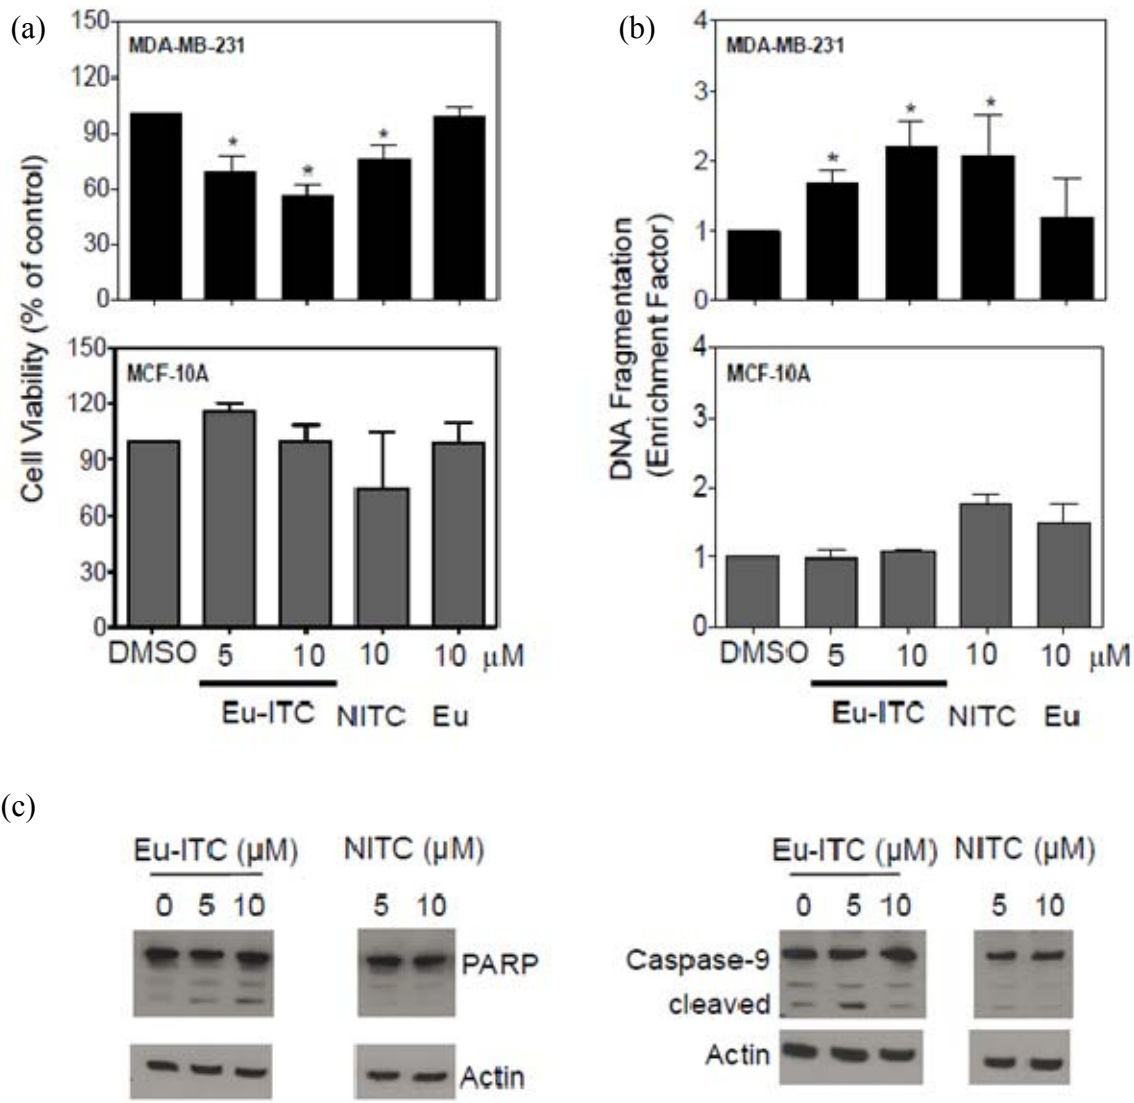 (a)
150
MDA-MB-231
120
90
60
30
0
* * *
Cell Viability (% of control)
150
MCF-10A
120
90
60
30
0
DMSO 5 10 10 10 µM
Eu-ITC NITC Eu
(b)
4
MDA-MB-231
3
2
1
0
* * *
DNA Fragmentation
(Enrichment Factor)
4
MCF-10A
3
2
1
0
DMSO 5 10 10 10 µM
Eu-ITC NITC Eu
(c)
Eu-ITC (µM) NITC (µM)
0 5 10 5 10
PARP
Actin
Eu-ITC (µM) NITC (µM)
0 5 10 5 10
Caspase-9
cleaved
Actin